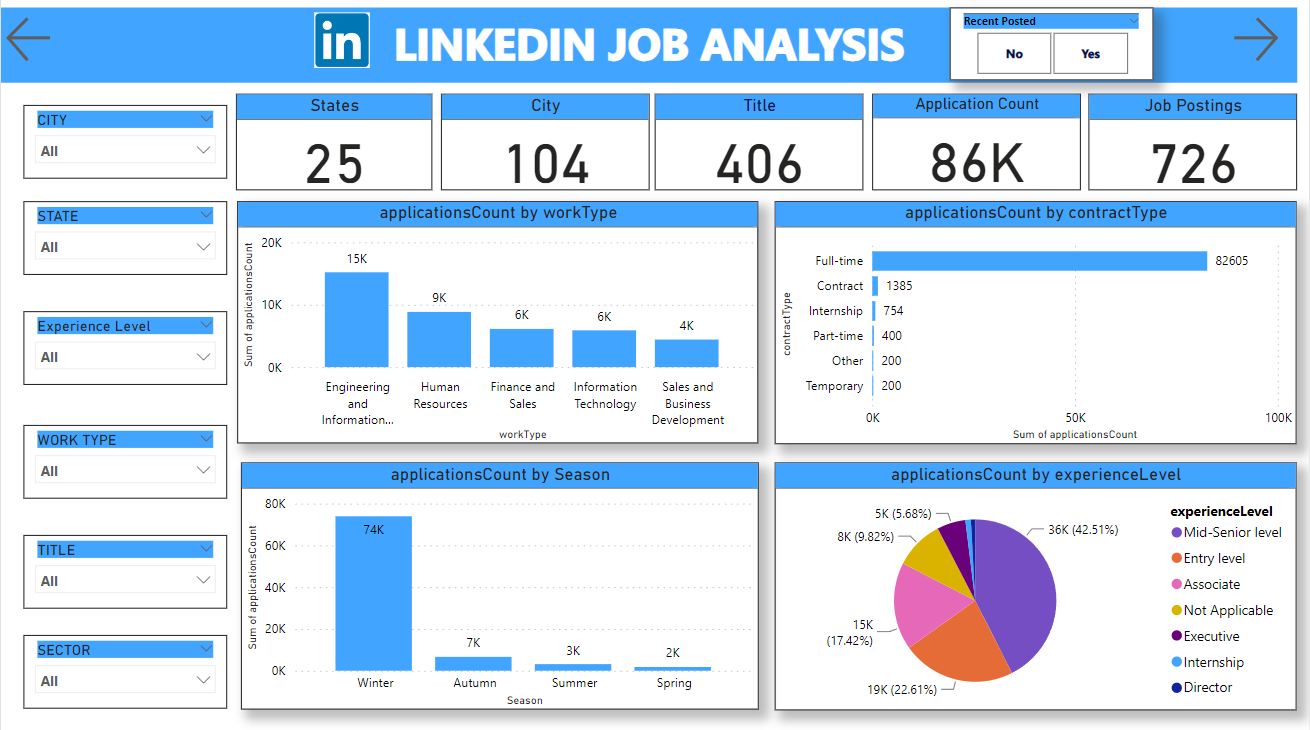 in LINKEDIN JOB ANALYSIS
Recent Posted
No Yes
CITY
All
STATE
All
Experience Level
All
WORK TYPE
All
TITLE
All
SECTOR
All
States
25
City
104
Title
406
Application Count
86K
Job Postings
726
applicationsCount by workType
Sum of applicationsCount
20K
10K
0K
15K
9K
6K
6K
4K
Engineering
and
Information...
Human
Resources
Finance and
Sales
Information
Technology
Sales and
Business
Development
workType
applicationsCount by contractType
contractType
Full-time 82605
Contract 1385
Internship 754
Part-time 400
Other 200
Temporary 200
0K 50K 100K
Sum of applicationsCount
applicationsCount by Season
Sum of applicationsCount
80K
60K
40K
20K
0K
74K
7K
3K
2K
Winter Autumn Summer Spring
Season
applicationsCount by experienceLevel
5K (5.68%)
8K (9.82%)
15K
(17.42%)
19K (22.61%)
36K (42.51%)
experienceLevel
Mid-Senior level
Entry level
Associate
Not Applicable
Executive
Internship
Director